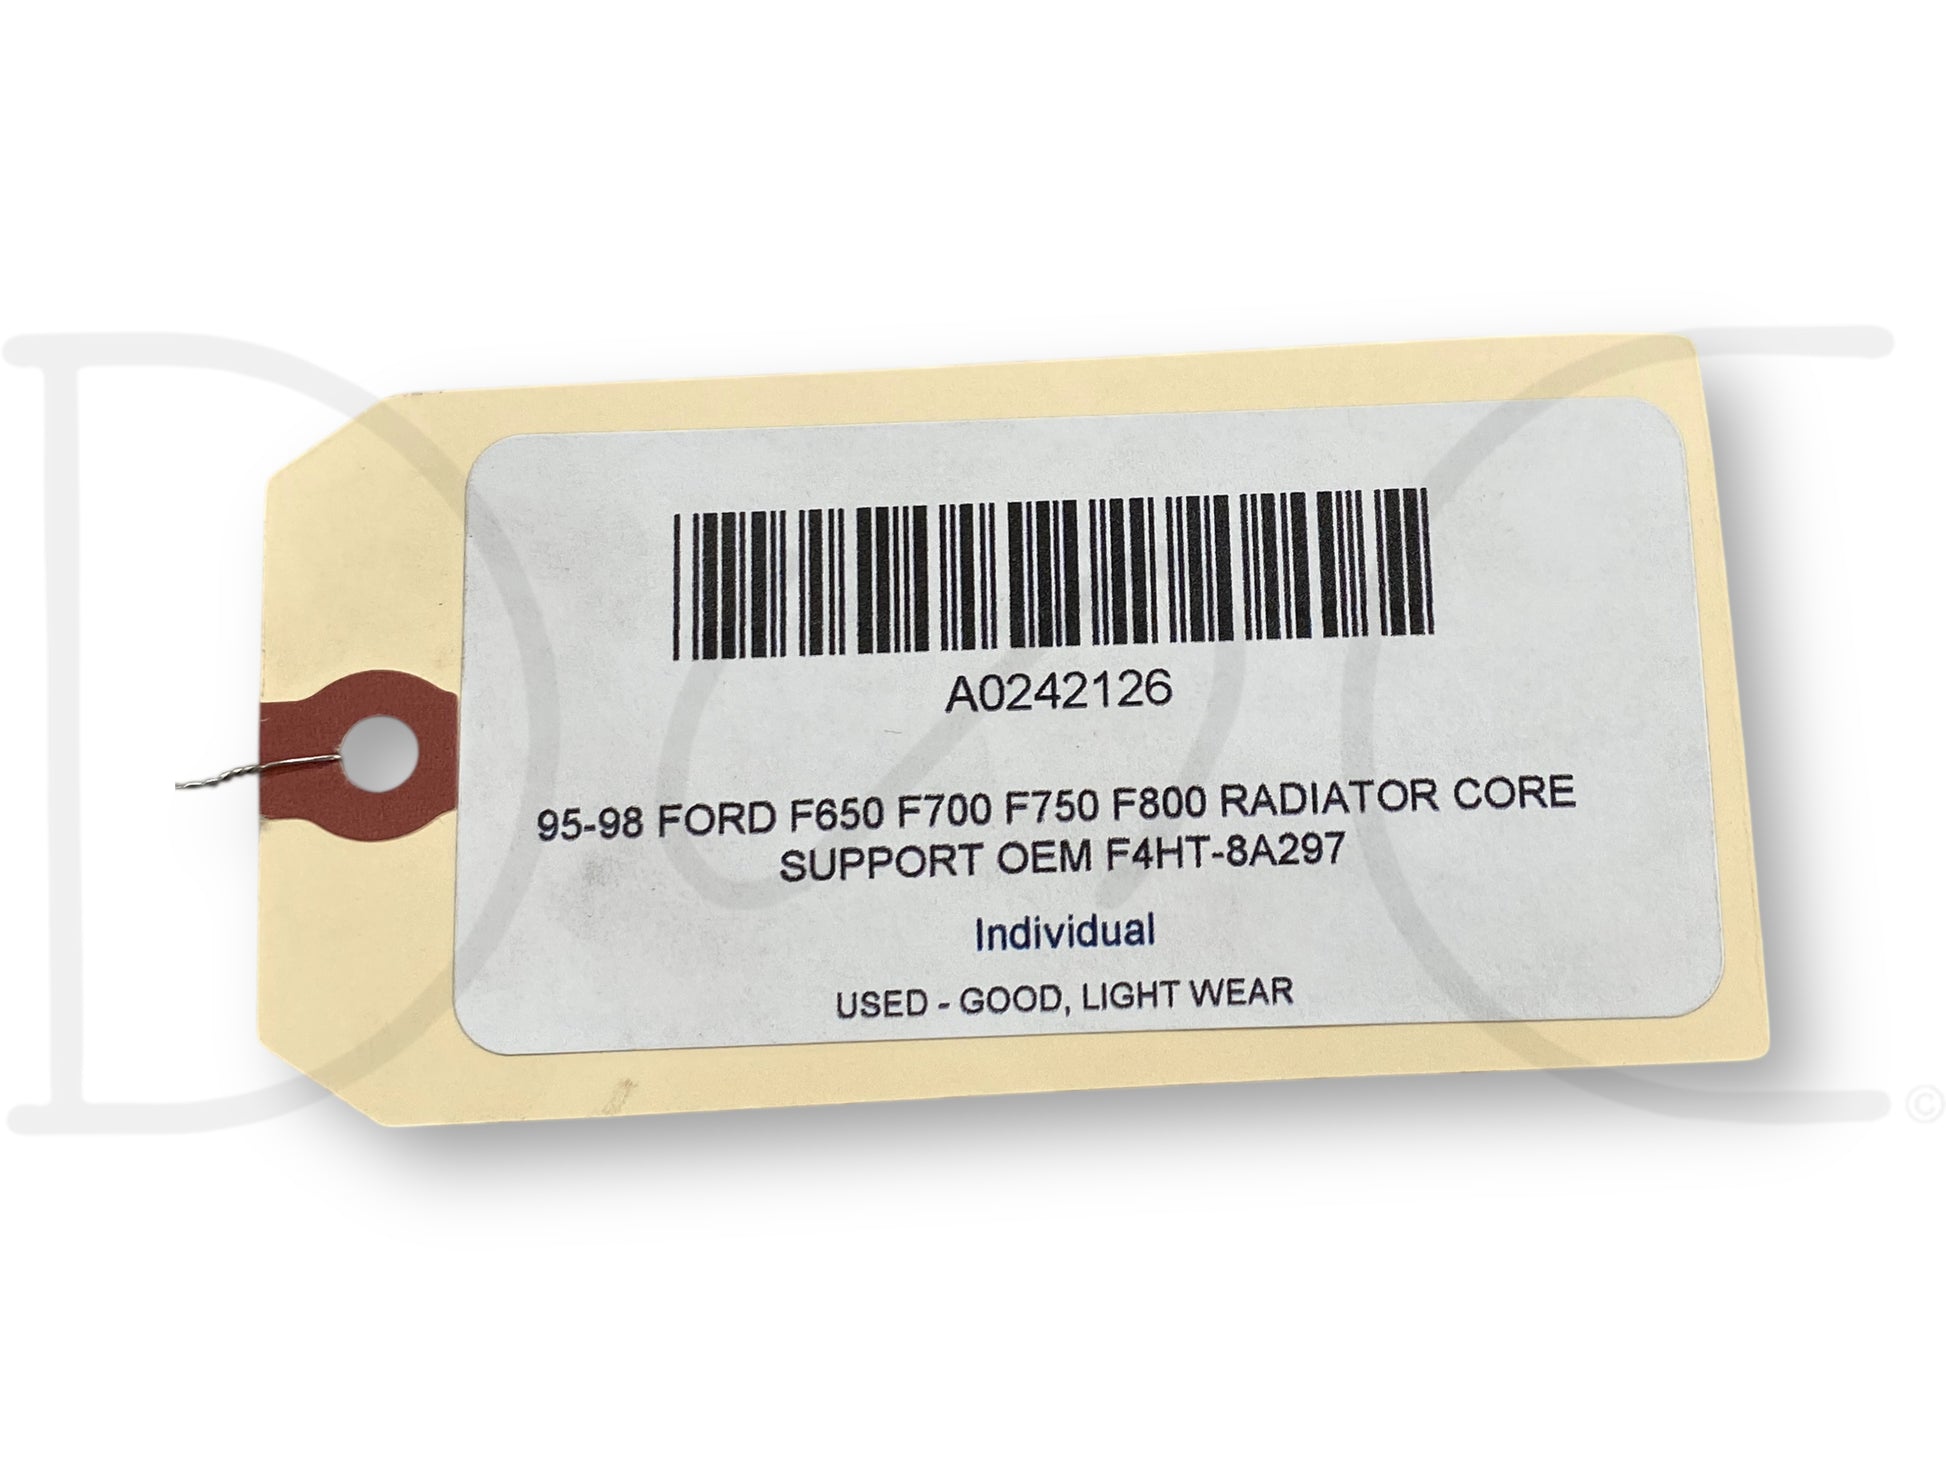 A0242126
95-98 FORD F650 F700 F750 F800 RADIATOR CORE
SUPPORT OEM F4HT-8A297
Individual
USED - GOOD, LIGHT WEAR
D C
©